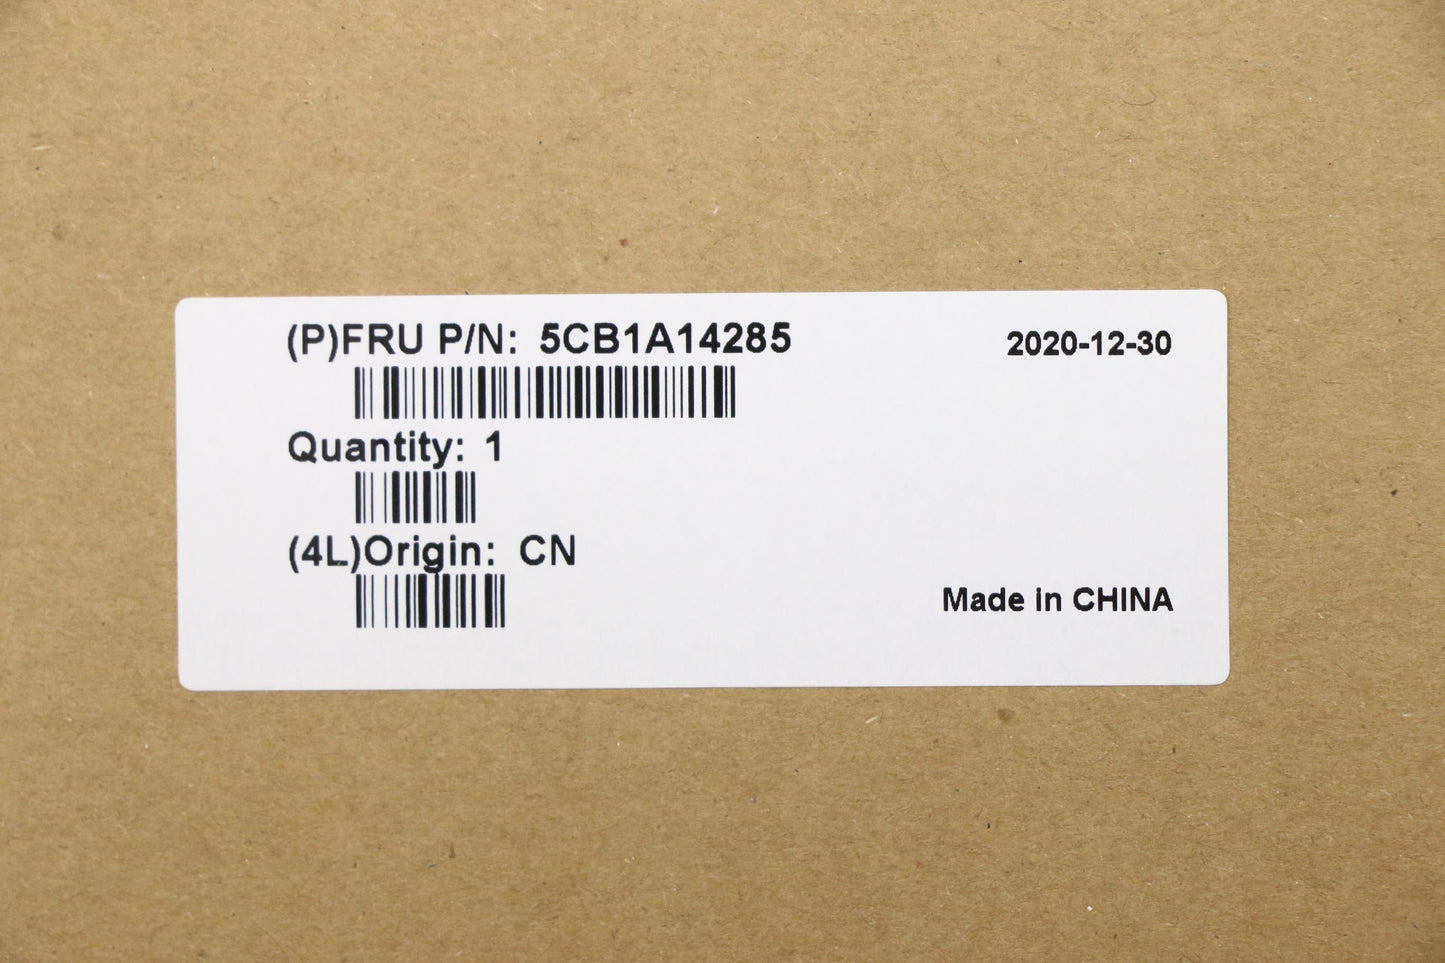 (P)FRU P/N: 5CB1A14285
2020-12-30
Quantity: 1
(4L)Origin: CN
Made in CHINA